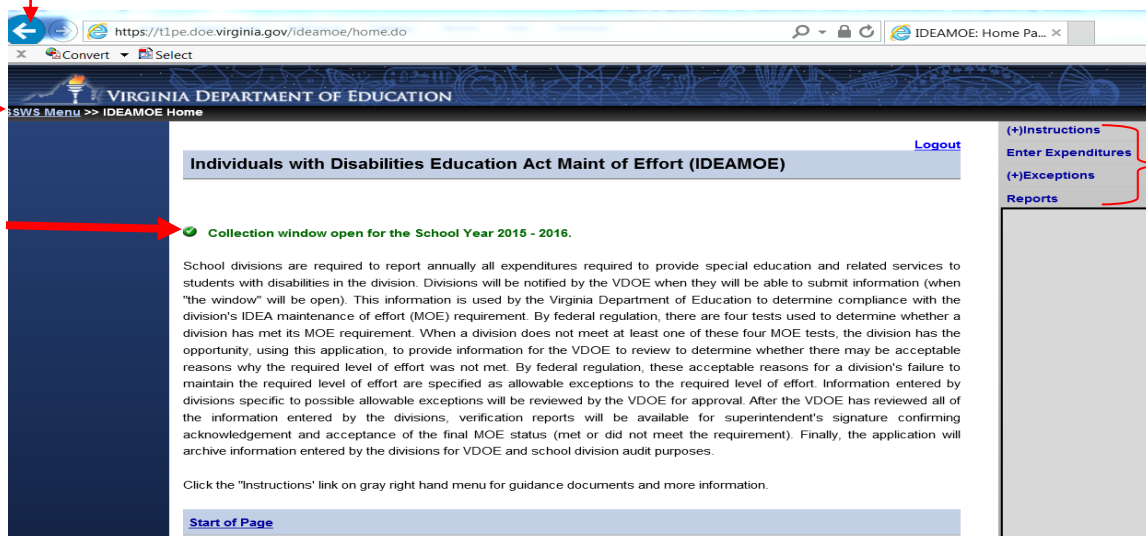 https://t1pe.doe.virginia.gov/ideamoe/home.do
IDEAMOE: Home Pa...
x Convert Select
VIRGINIA DEPARTMENT OF EDUCATION
SSWS Menu >> IDEAMOE Home
(+)Instructions
Logout
Enter Expenditures
Individuals with Disabilities Education Act Maint of Effort (IDEAMOE)
(+)Exceptions
Reports
Collection window open for the School Year 2015 - 2016.
School divisions are required to report annually all expenditures required to provide special education and related services to
students with disabilities in the division. Divisions will be notified by the VDOE when they will be able to submit information (when
"the window" will be open). This information is used by the Virginia Department of Education to determine compliance with the
division's IDEA maintenance of effort (MOE) requirement. By federal regulation, there are four tests used to determine whether a
division has met its MOE requirement. When a division does not meet at least one of these four MOE tests, the division has the
opportunity, using this application, to provide information for the VDOE to review to determine whether there may be acceptable
reasons why the required level of effort was not met. By federal regulation, these acceptable reasons for a division's failure to
maintain the required level of effort are specified as allowable exceptions to the required level of effort. Information entered by
divisions specific to possible allowable exceptions will be reviewed by the VDOE for approval. After the VDOE has reviewed all of
the information entered by the divisions, verification reports will be available for superintendent's signature confirming
acknowledgement and acceptance of the final MOE status (met or did not meet the requirement). Finally, the application will
archive information entered by the divisions for VDOE and school division audit purposes.
Click the "Instructions' link on gray right hand menu for guidance documents and more information.
Start of Page